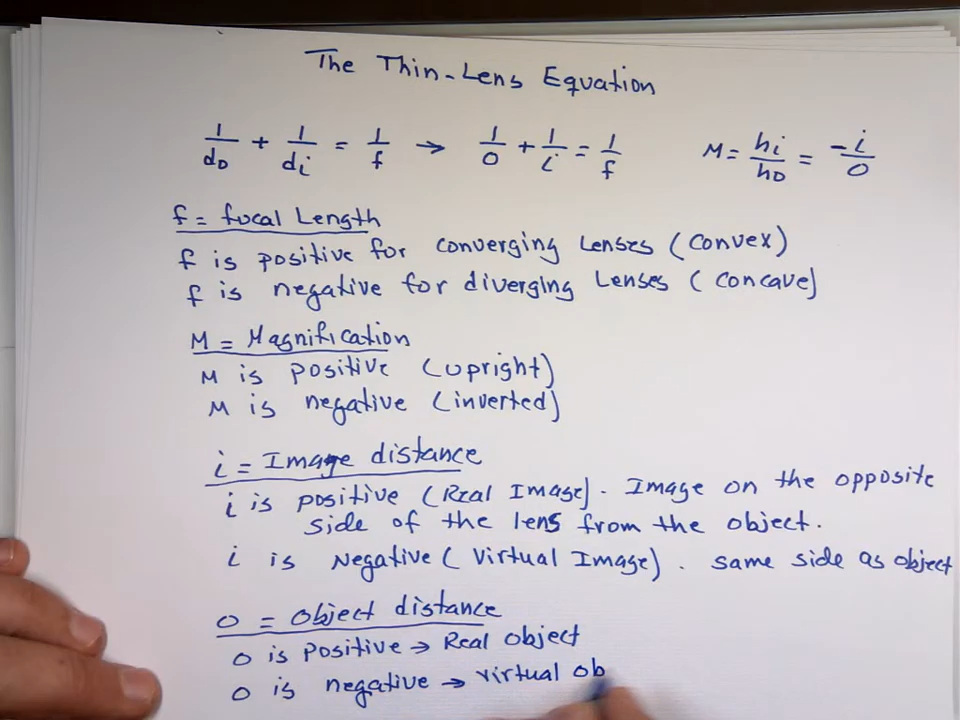 The Thin-Lens Equation
1/do + 1/di = 1/f → 1/o + 1/i = 1/f M = hi/ho = -i/o
f = focal Length
f is positive for converging Lenses (convex)
f is negative for diverging Lenses (concave)
M = Magnification
M is positive (upright)
M is negative (inverted)
i = Image distance
i is positive (Real Image). Image on the opposite
side of the lens from the object.
i is Negative (Virtual Image). same side as object
o = Object distance
o is positive → Real object
o is negative → virtual ob